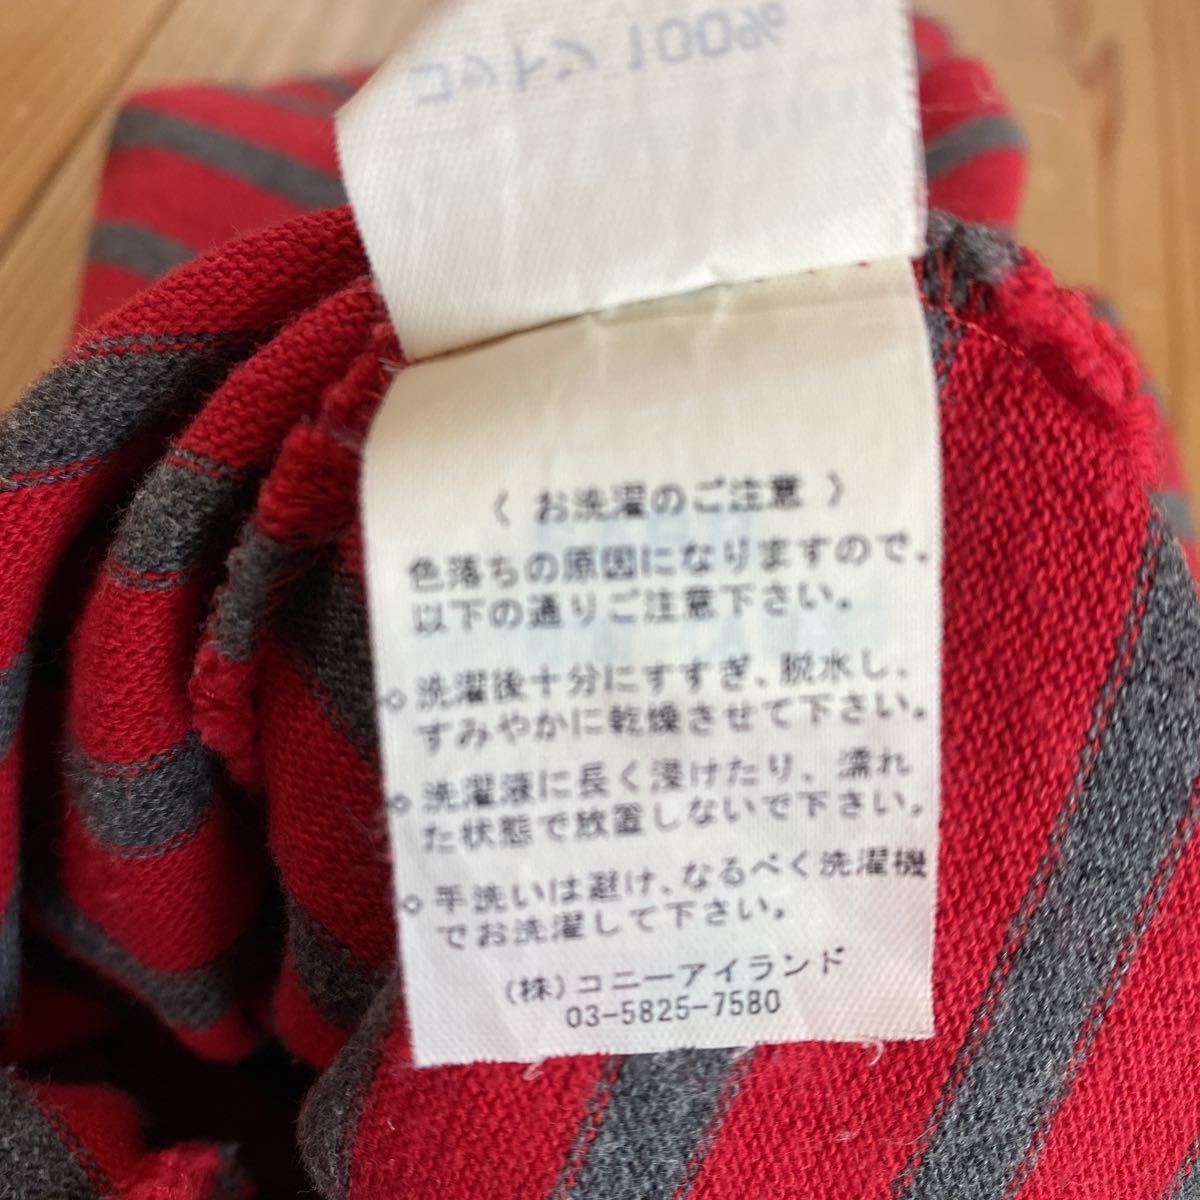 コットン 100%
〈 お洗濯のご注意 〉
色落ちの原因になりますので、
以下の通りご注意下さい。
◇ 洗濯後十分にすすぎ、脱水し、
すみやかに乾燥させて下さい。
◇ 洗濯液に長く浸けたり、濡れ
た状態で放置しないで下さい。
◇ 手洗いは避け、なるべく洗濯機
でお洗濯して下さい。
(株) コニーアイランド
03-5825-7580